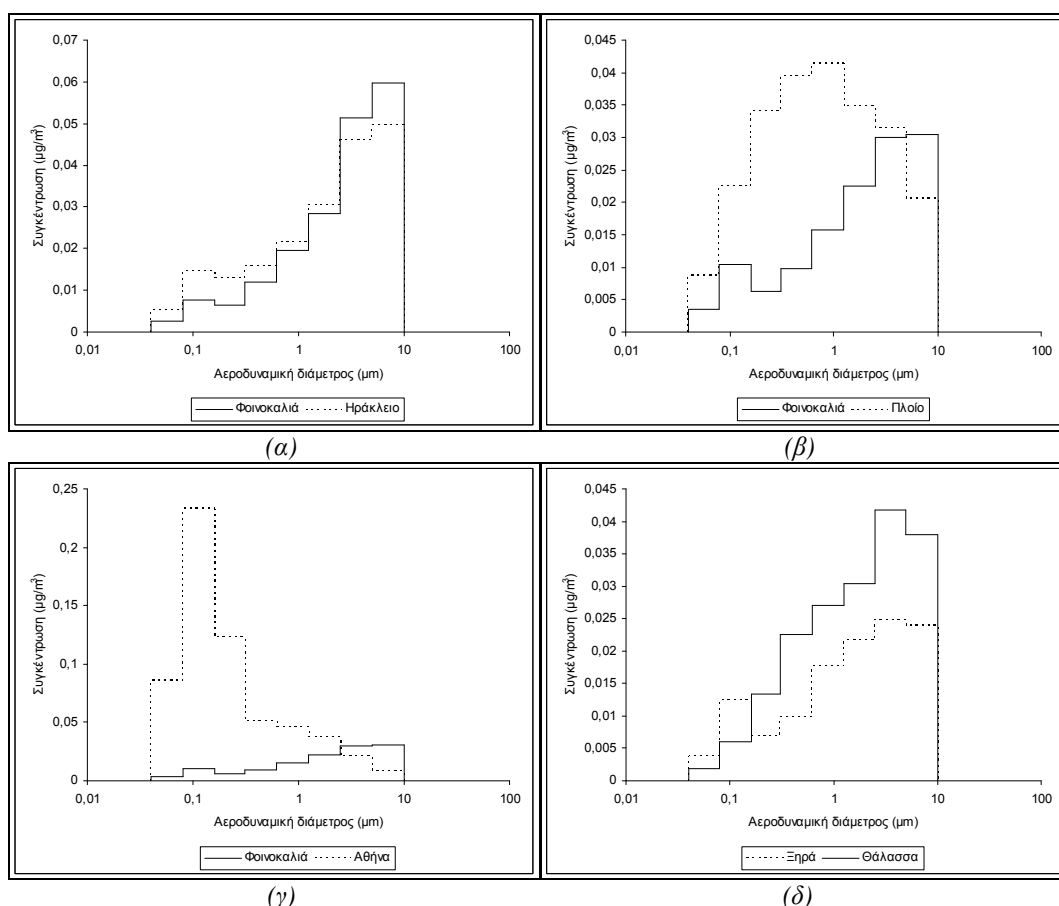 0,07
0,06
0,05
0,04
0,03
0,02
0,01
0
Συγκέντρωση (μg/m³)
0,01 0,1 1 10 100
Αεροδυναμική διάμετρος (μm)
Φοινοκαλιά Ηράκλειο
(α)
0,045
0,04
0,035
0,03
0,025
0,02
0,015
0,01
0,005
0
Συγκέντρωση (μg/m³)
0,01 0,1 1 10 100
Αεροδυναμική διάμετρος (μm)
Φοινοκαλιά Πλοίο
(β)
0,25
0,2
0,15
0,1
0,05
0
Συγκέντρωση (μg/m³)
0,01 0,1 1 10 100
Αεροδυναμική διάμετρος (μm)
Φοινοκαλιά Αθήνα
(γ)
0,045
0,04
0,035
0,03
0,025
0,02
0,015
0,01
0,005
0
Συγκέντρωση (μg/m³)
0,01 0,1 1 10 100
Αεροδυναμική διάμετρος (μm)
Ξηρά Θάλασσα
(δ)